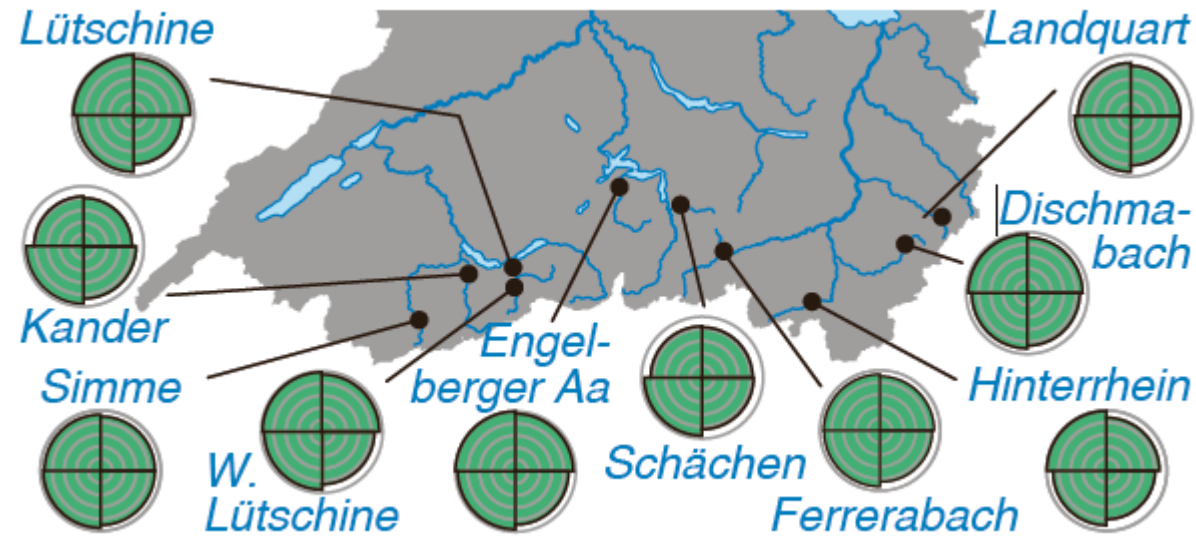 Lütschine
Landquart
Dischma-
bach
Kander
Engel-
berger Aa
Simme
Hinterrhein
W.
Lütschine
Schächen
Ferrerabach